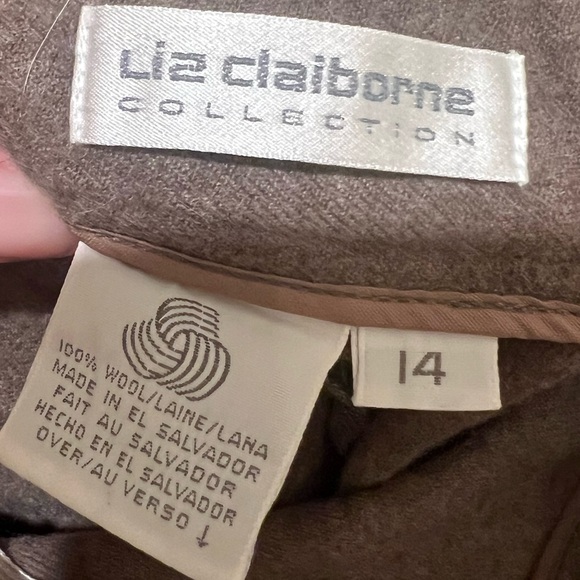 Liz claiborne
COLLECTION
100% WOOL/LAINE/LANA
MADE IN EL SALVADOR
FAIT AU SALVADOR
HECHO EN EL SALVADOR
OVER/AU VERSO ↓
14